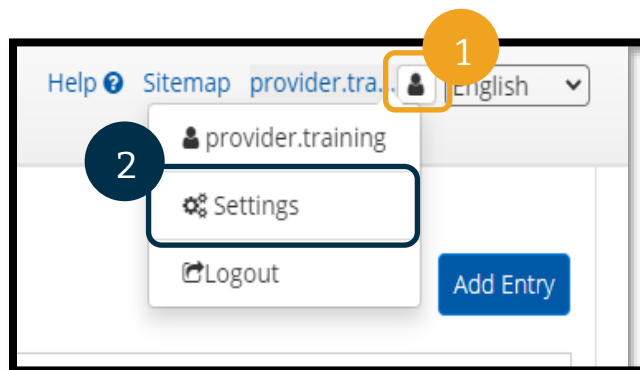 1
Help Sitemap provider.tra... English
provider.training
2
Settings
Logout
Add Entry